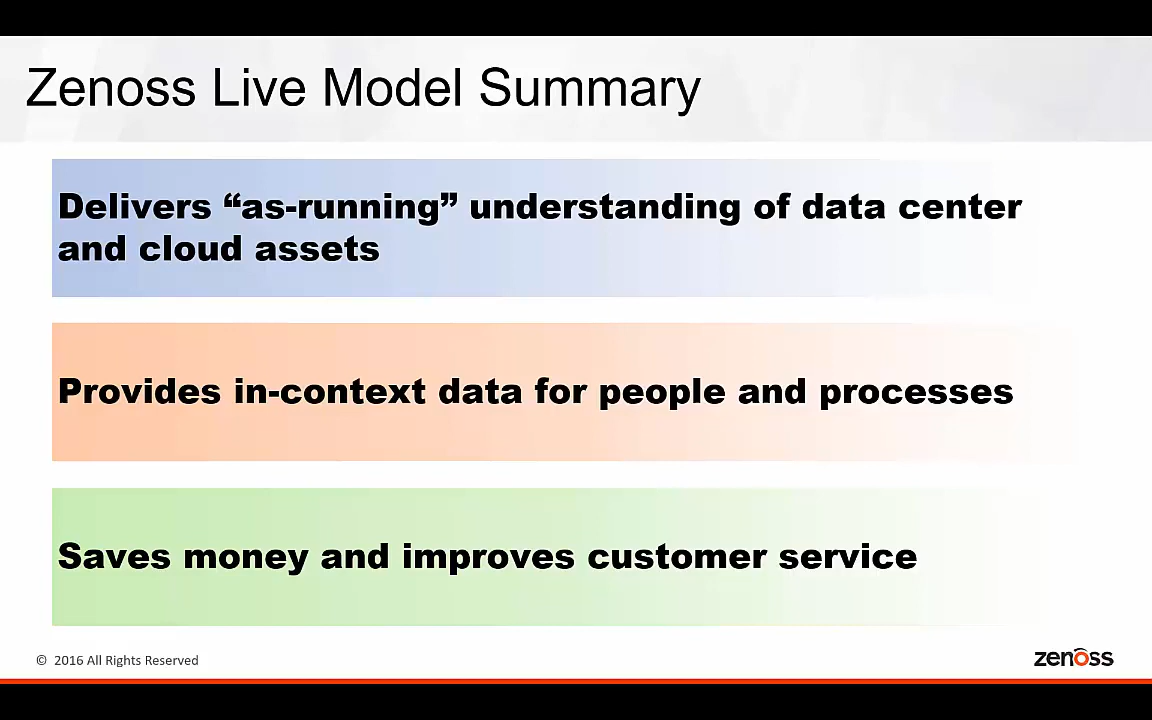 Zenoss Live Model Summary
Delivers “as-running” understanding of data center
and cloud assets
Provides in-context data for people and processes
Saves money and improves customer service
© 2016 All Rights Reserved
zenoss